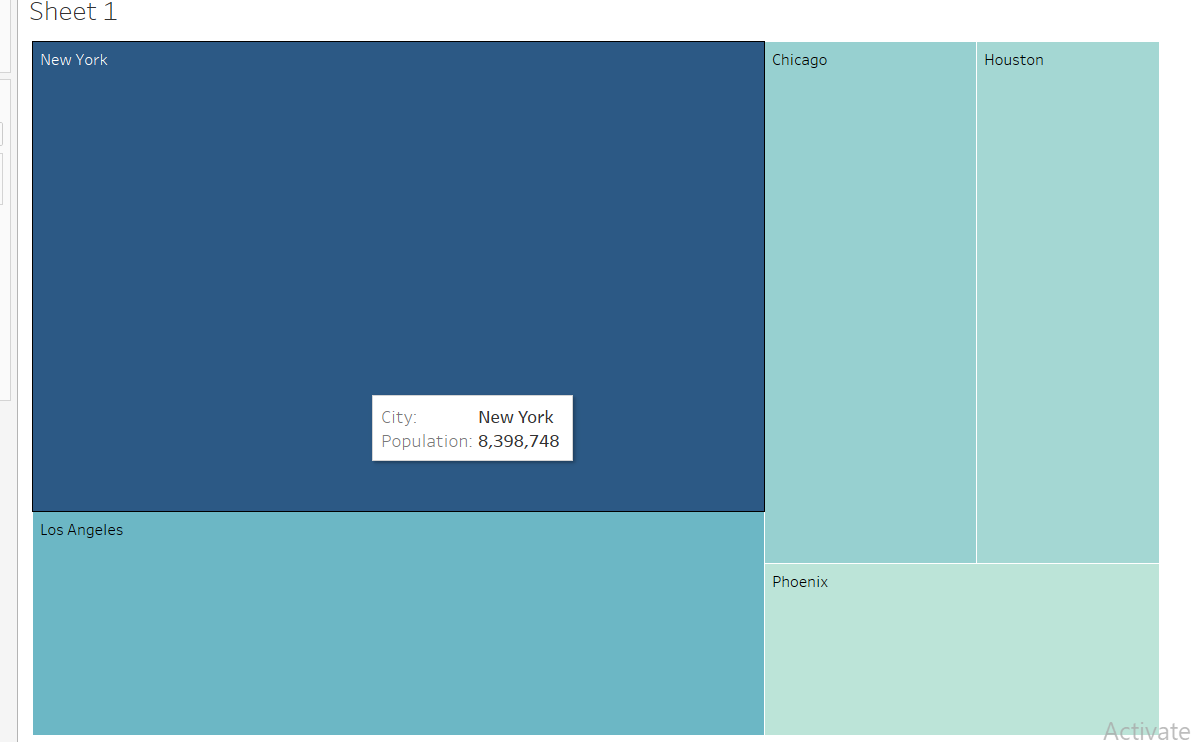 Sheet 1
New York
Chicago
Houston
City: New York
Population: 8,398,748
Los Angeles
Phoenix
Activate